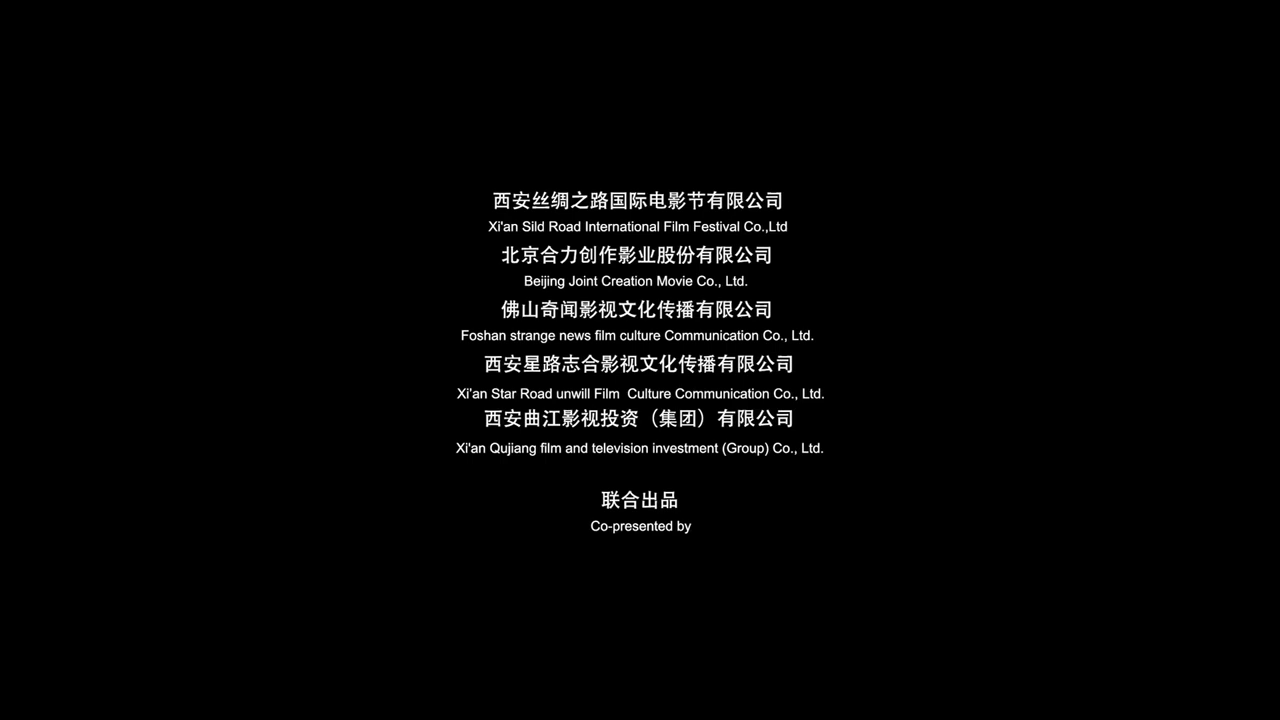 西安丝绸之路国际电影节有限公司
Xi'an Sild Road International Film Festival Co.,Ltd
北京合力创作影业股份有限公司
Beijing Joint Creation Movie Co., Ltd.
佛山奇闻影视文化传播有限公司
Foshan strange news film culture Communication Co., Ltd.
西安星路志合影视文化传播有限公司
Xi'an Star Road unwill Film  Culture Communication Co., Ltd.
西安曲江影视投资（集团）有限公司
Xi'an Qujiang film and television investment (Group) Co., Ltd.
联合出品
Co-presented by